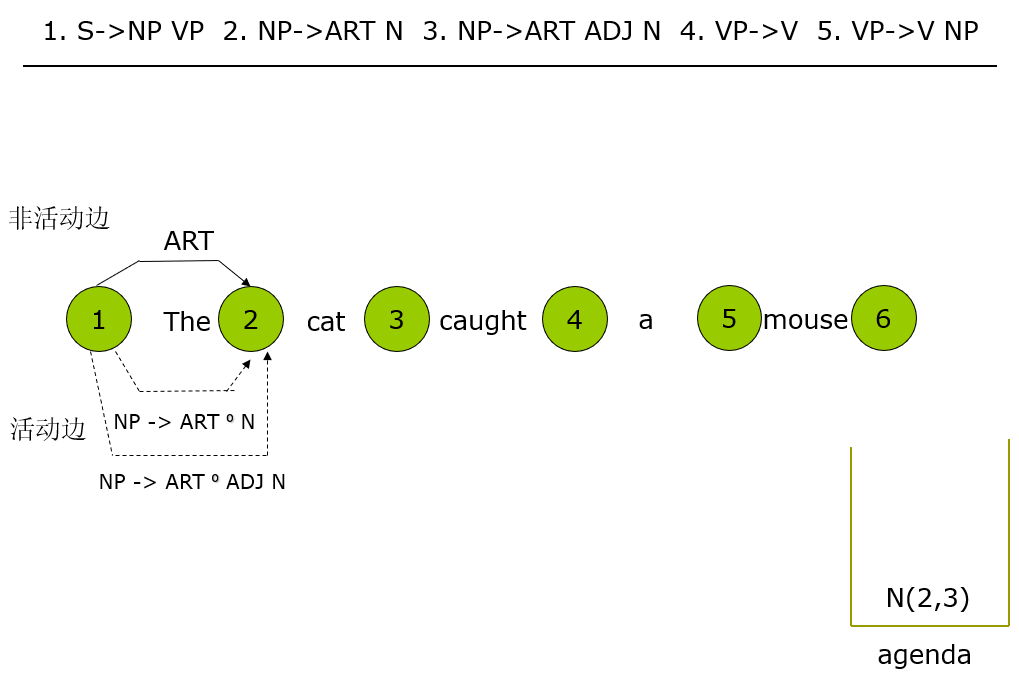 1. S->NP VP 2. NP->ART N 3. NP->ART ADJ N 4. VP->V 5. VP->V NP
非活动边
ART
1 The 2 cat 3 caught 4 a 5 mouse 6
NP -> ART º N
活动边
NP -> ART º ADJ N
N(2,3)
agenda